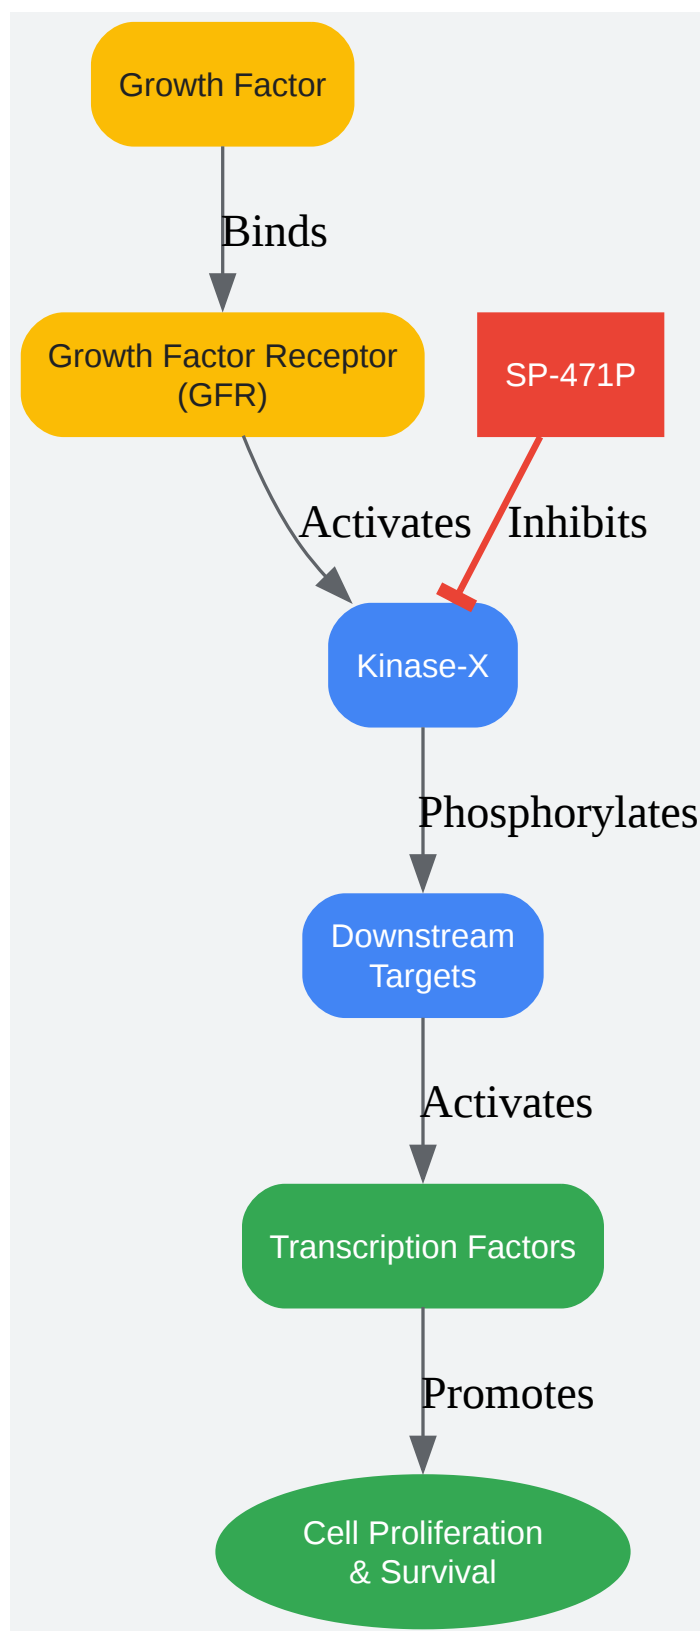 Growth Factor
Binds
Growth Factor Receptor
(GFR)
SP-471P
Activates
Inhibits
Kinase-X
Phosphorylates
Downstream
Targets
Activates
Transcription Factors
Promotes
Cell Proliferation
& Survival